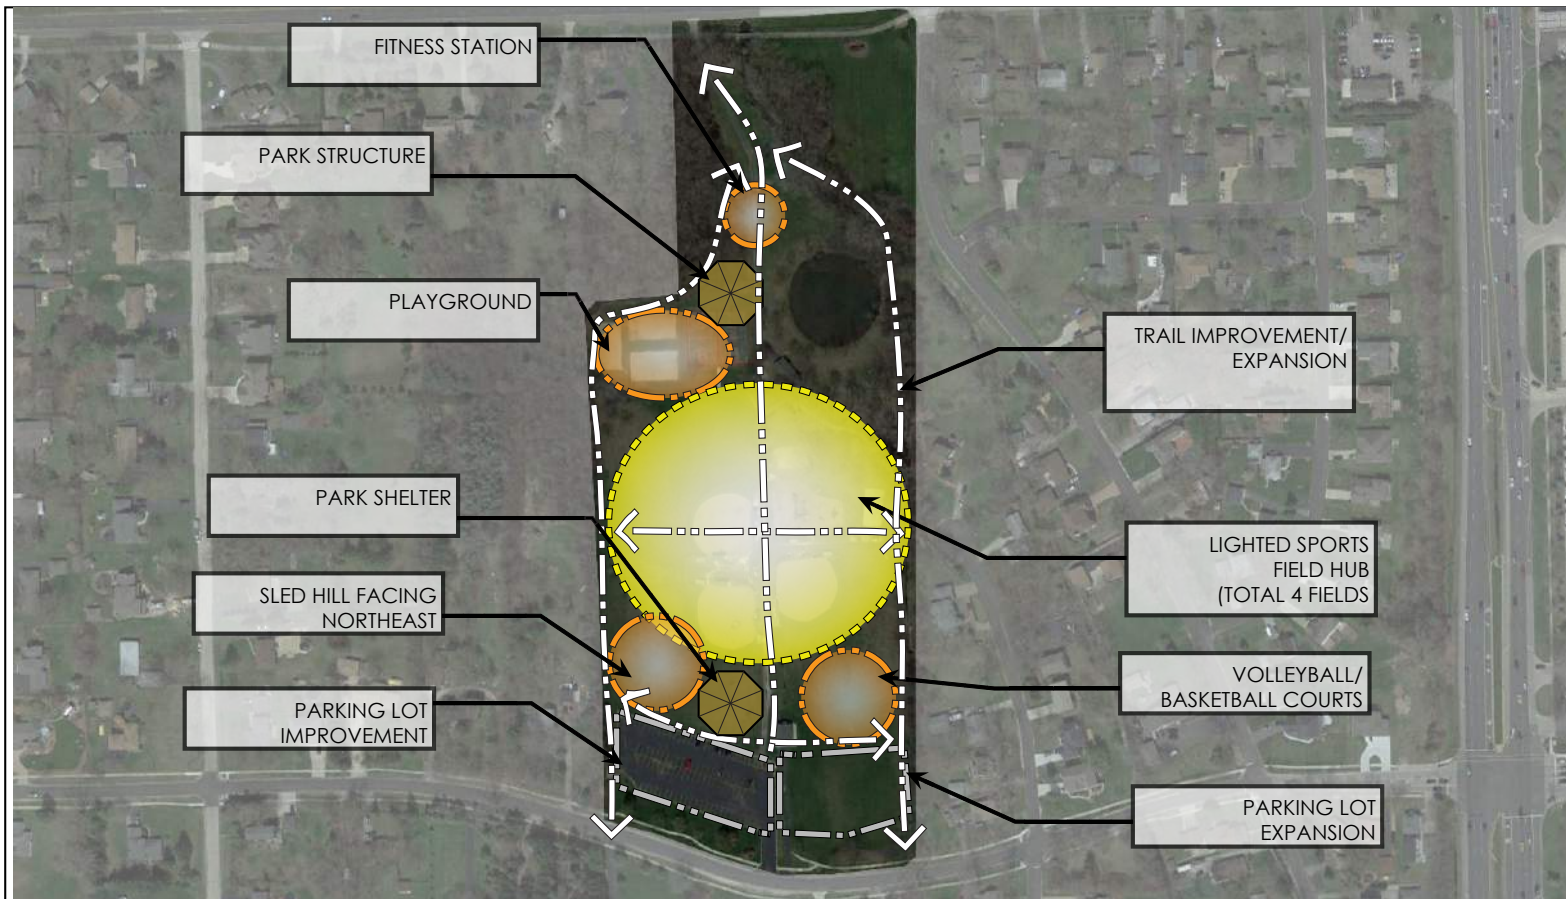 FITNESS STATION
PARK STRUCTURE
PLAYGROUND
PARK SHELTER
SLED HILL FACING
NORTHEAST
PARKING LOT
IMPROVEMENT
TRAIL IMPROVEMENT/
EXPANSION
LIGHTED SPORTS
FIELD HUB
(TOTAL 4 FIELDS
VOLLEYBALL/
BASKETBALL COURTS
PARKING LOT
EXPANSION